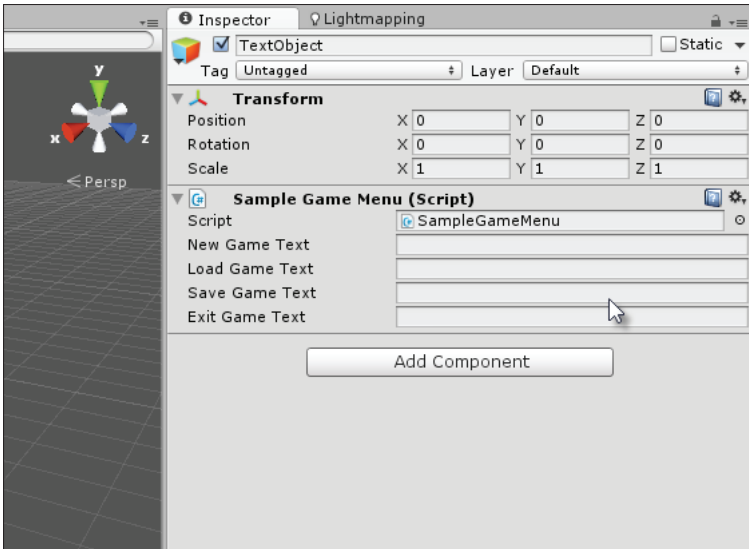 Inspector Lightmapping
TextObject Static
Tag Untagged Layer Default
y
x z
Persp
Transform
Position X 0 Y 0 Z 0
Rotation X 0 Y 0 Z 0
Scale X 1 Y 1 Z 1
Sample Game Menu (Script)
Script SampleGameMenu
New Game Text
Load Game Text
Save Game Text
Exit Game Text
Add Component